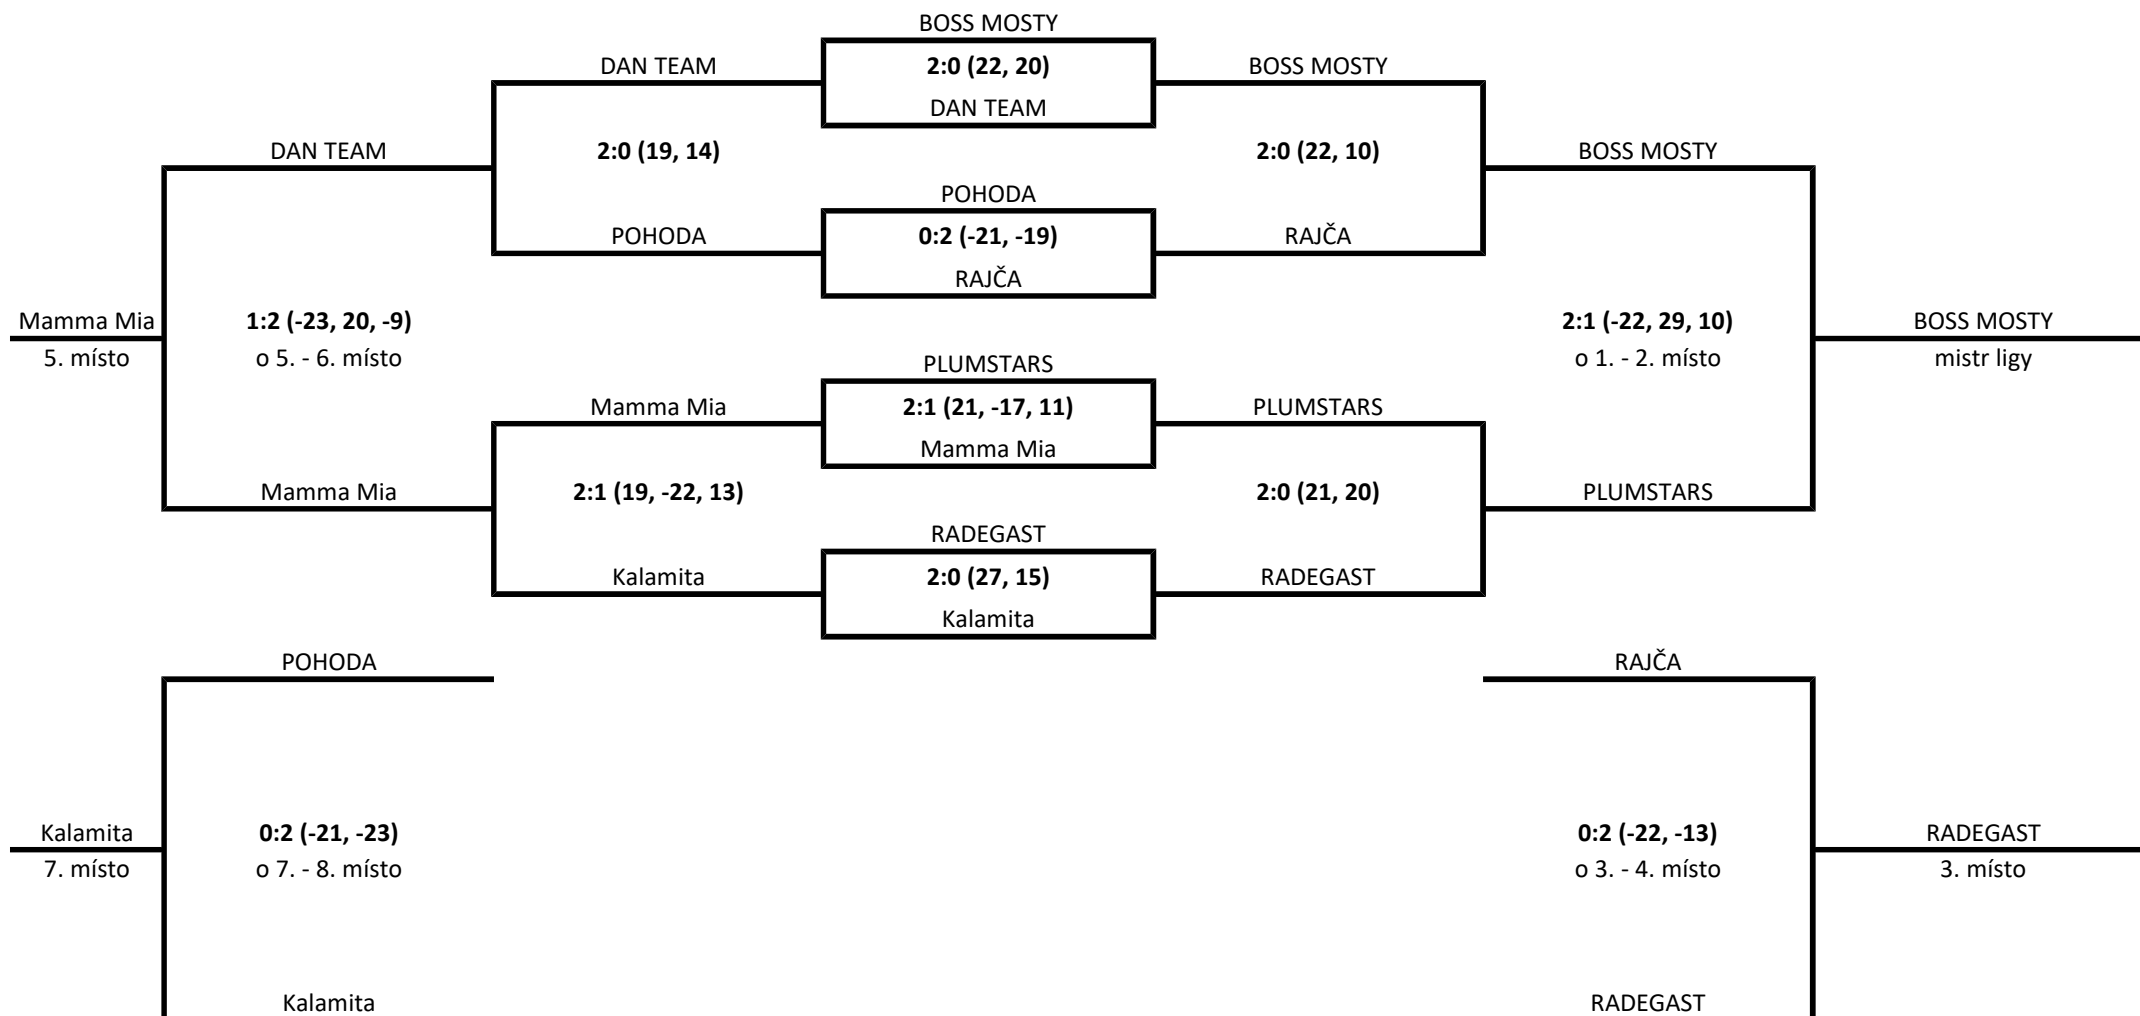 BOSS MOSTY
DAN TEAM
2:0 (22, 20)
BOSS MOSTY
DAN TEAM
DAN TEAM
2:0 (19, 14)
2:0 (22, 10)
BOSS MOSTY
POHODA
POHODA
0:2 (-21, -19)
RAJČA
RAJČA
Mamma Mia
1:2 (-23, 20, -9)
2:1 (-22, 29, 10)
BOSS MOSTY
5. místo
o 5. - 6. místo
PLUMSTARS
o 1. - 2. místo
mistr ligy
Mamma Mia
2:1 (21, -17, 11)
PLUMSTARS
Mamma Mia
Mamma Mia
2:1 (19, -22, 13)
2:0 (21, 20)
PLUMSTARS
RADEGAST
Kalamita
2:0 (27, 15)
RADEGAST
Kalamita
POHODA
RAJČA
Kalamita
0:2 (-21, -23)
0:2 (-22, -13)
RADEGAST
7. místo
o 7. - 8. místo
o 3. - 4. místo
3. místo
Kalamita
RADEGAST